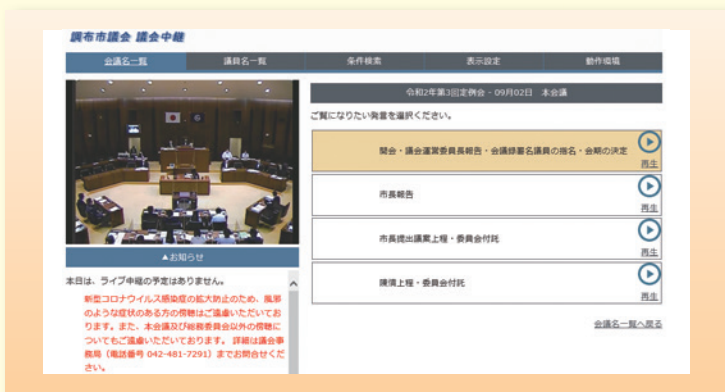 調布市議会 議会中継
会議名一覧 議員名一覧 条件検索 表示設定 動作環境
令和2年第3回定例会 - 09月02日 本会議
ご覧になりたい発言を選択ください。
開会・議会運営委員長報告・会議録署名議員の指名・会期の決定
再生
市長報告
再生
市長提出議案上程・委員会付託
再生
陳情上程・委員会付託
再生
会議名一覧へ戻る
▲お知らせ
本日は、ライブ中継の予定はありません。
新型コロナウイルス感染症の拡大防止のため、風邪
のような症状のある方の傍聴はご遠慮いただいてお
ります。また、本会議及び総務委員会以外の傍聴に
ついてもご遠慮いただいております。 詳細は議会事
務局（電話番号 042-481-7291）までお問合せくだ
さい。